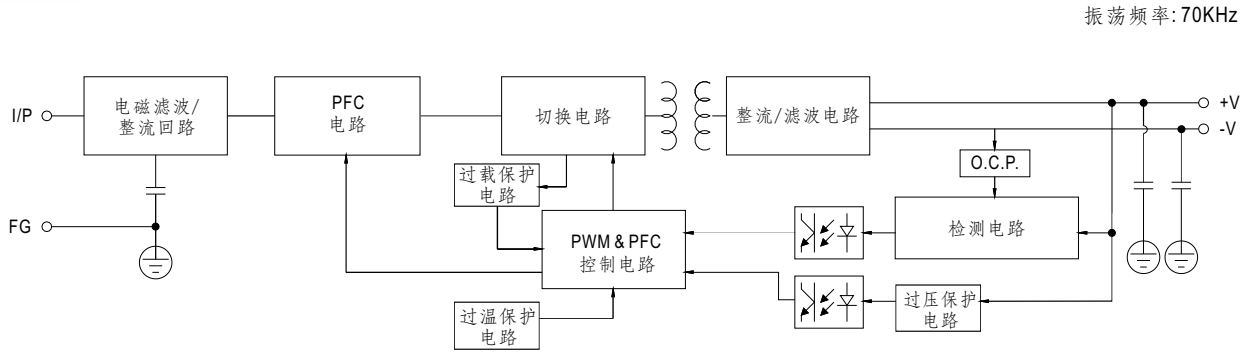 振荡频率:70KHz
I/P
电磁滤波/
整流回路
PFC
电路
切换电路
整流/滤波电路
+V
-V
过载保护
电路
O.C.P.
FG
PWM & PFC
控制电路
检测电路
过温保护
电路
过压保护
电路